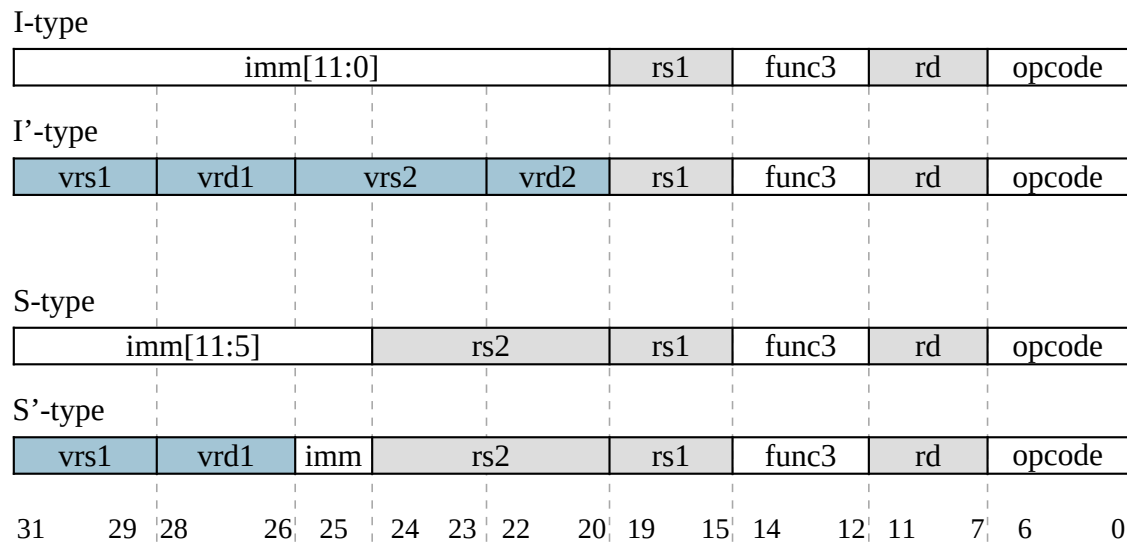 I-type
imm[11:0] rs1 func3 rd opcode
I’-type
vrs1 vrd1 vrs2 vrd2 rs1 func3 rd opcode
S-type
imm[11:5] rs2 rs1 func3 rd opcode
S’-type
vrs1 vrd1 imm rs2 rs1 func3 rd opcode
31 29 28 26 25 24 23 22 20 19 15 14 12 11 7 6 0